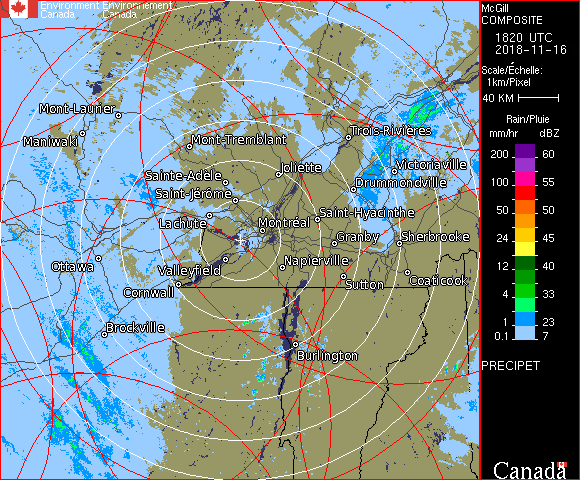 Environment Environnement
Canada Canada
McGill
COMPOSITE
1820 UTC
2018-11-16
Scale/Échelle:
1km/Pixel
40 KM
Rain/Pluie
mm/hr dBZ
200 60
100 55
50 50
24 45
12 40
4 33
1 23
0.1 7
PRECIPET
Canada
Mont-Laurier
Maniwaki
Mont-Tremblant
Trois-Rivières
Sainte-Adèle
Joliette
Victoriaville
Saint-Jérôme
Drummondville
Lachute
Montréal
Saint-Hyacinthe
Granby
Sherbrooke
Ottawa
Valleyfield
Napierville
Cornwall
Sutton
Coaticook
Brockville
Burlington